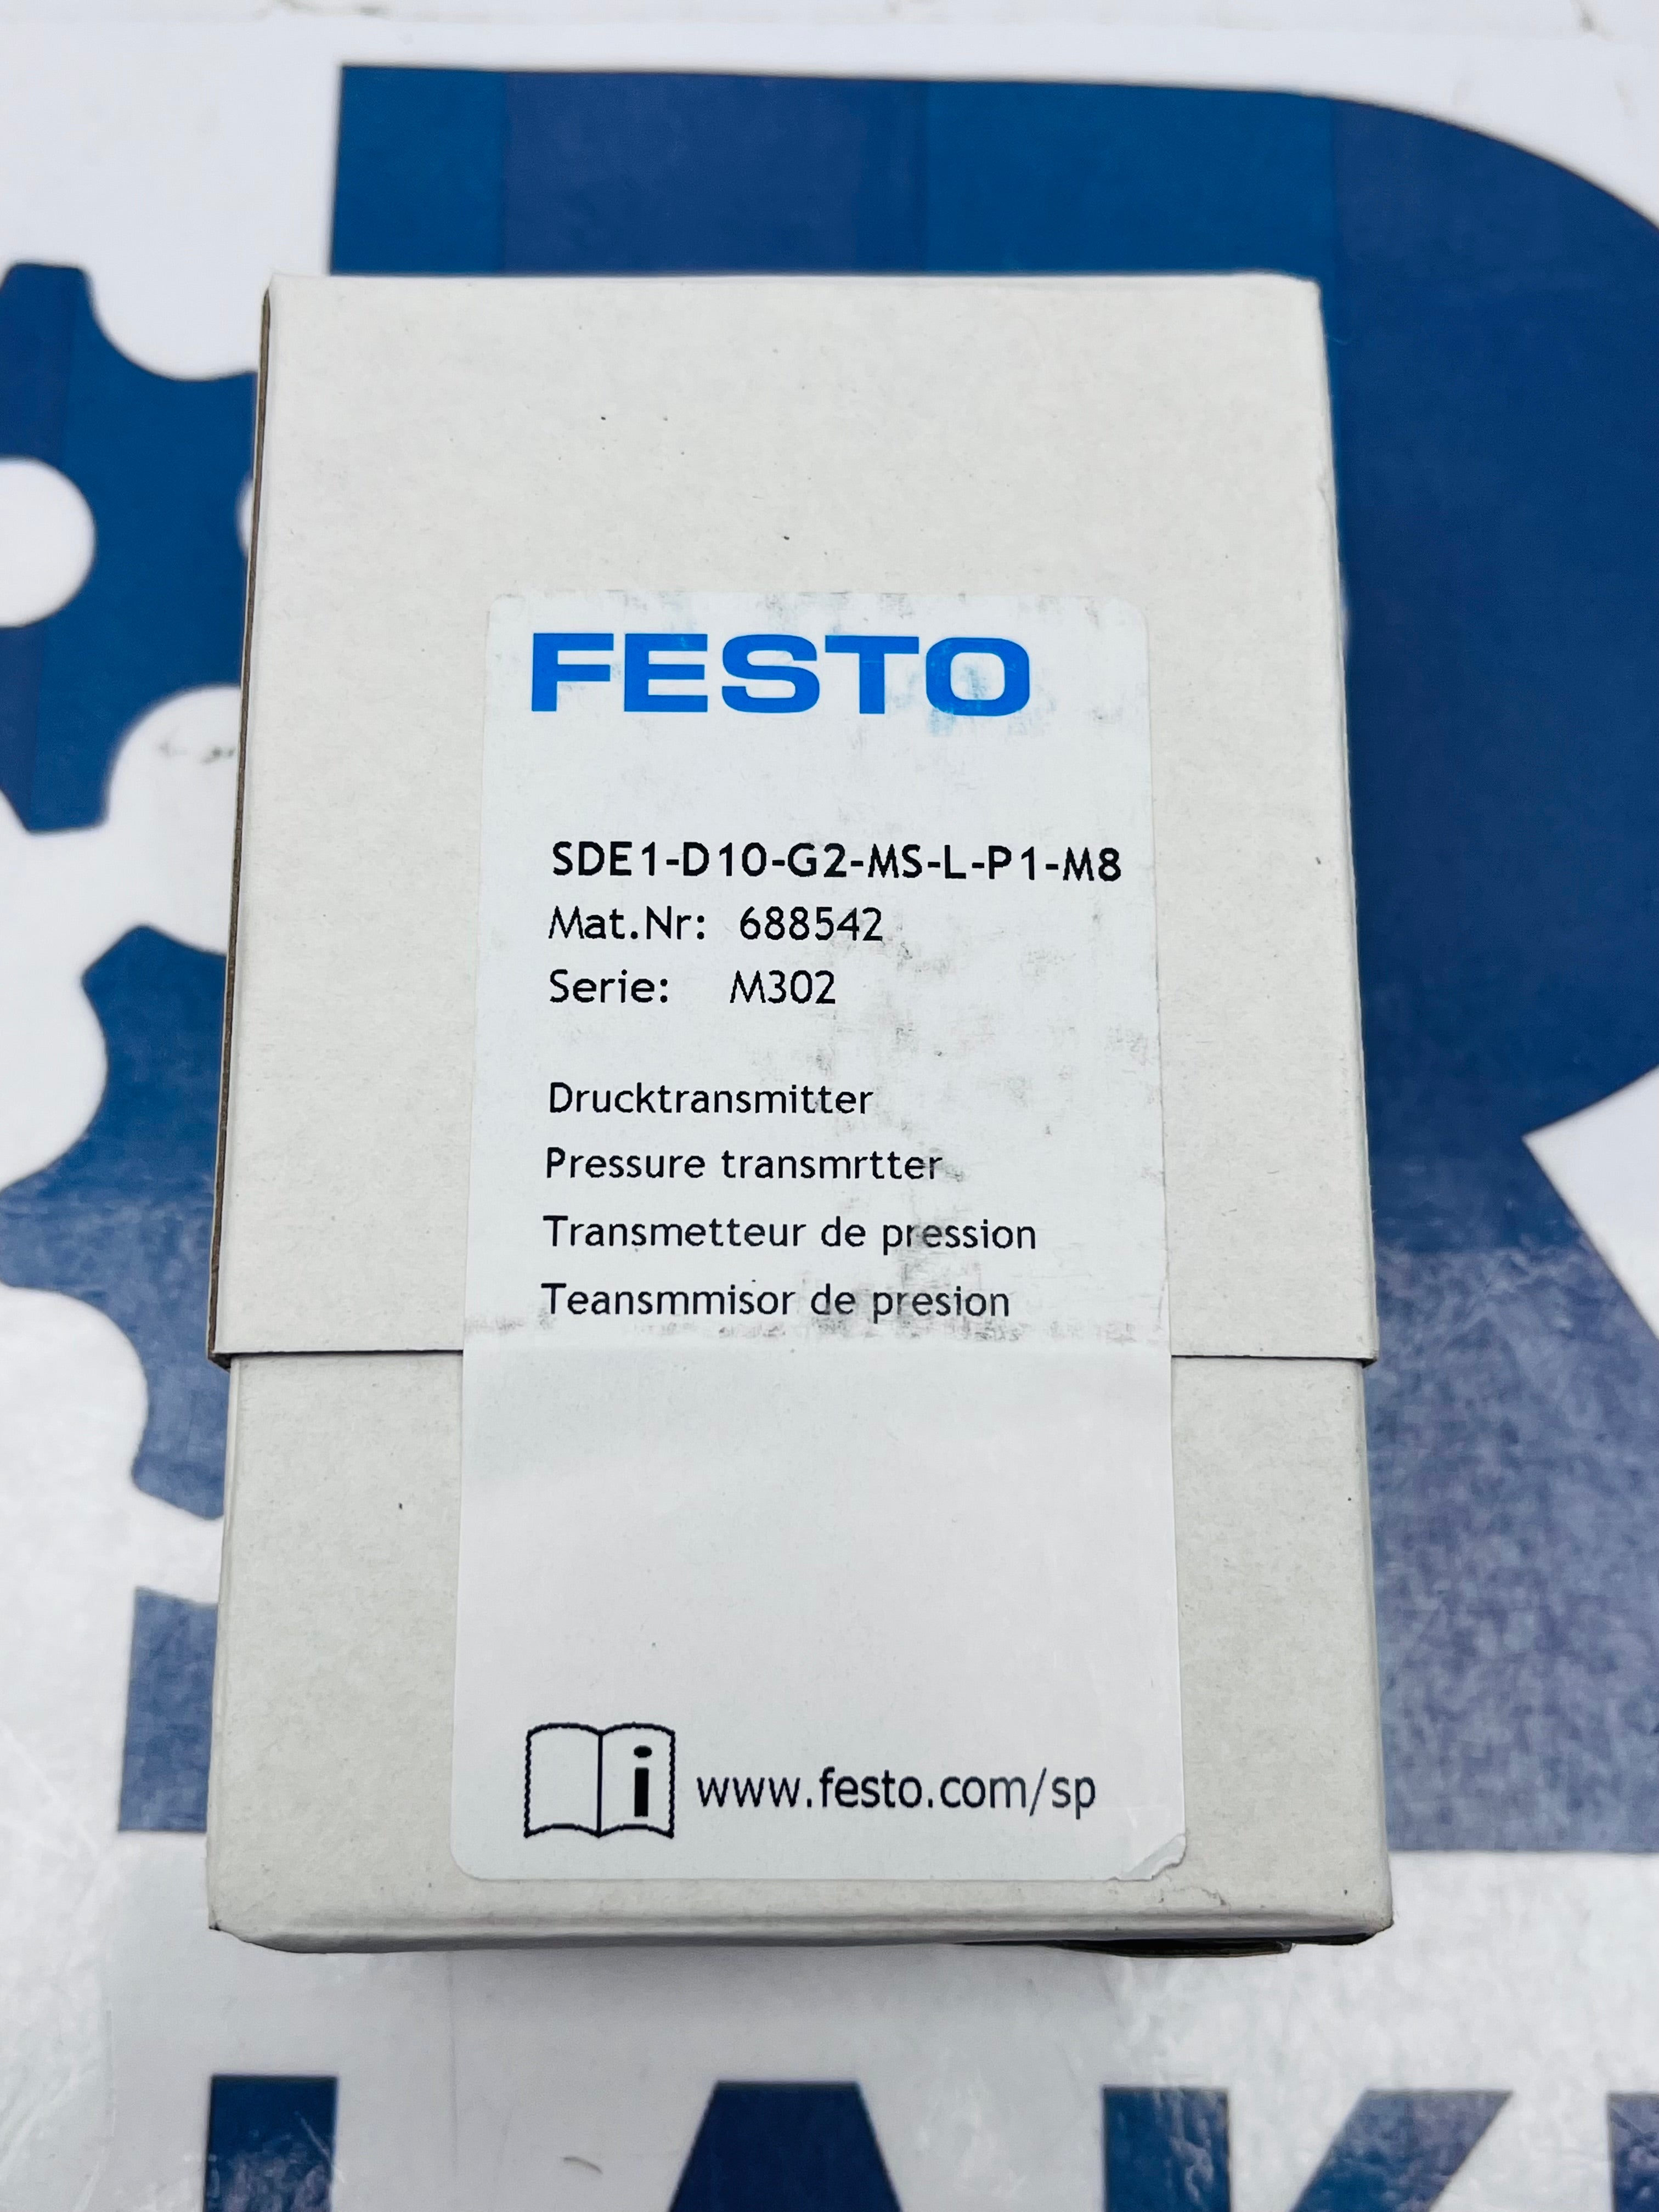 FESTO
SDE1-D10-G2-MS-L-P1-M8
Mat.Nr: 688542
Serie: M302
Drucktransmitter
Pressure transmrtter
Transmetteur de pression
Teansmmisor de presion
i www.festo.com/sp